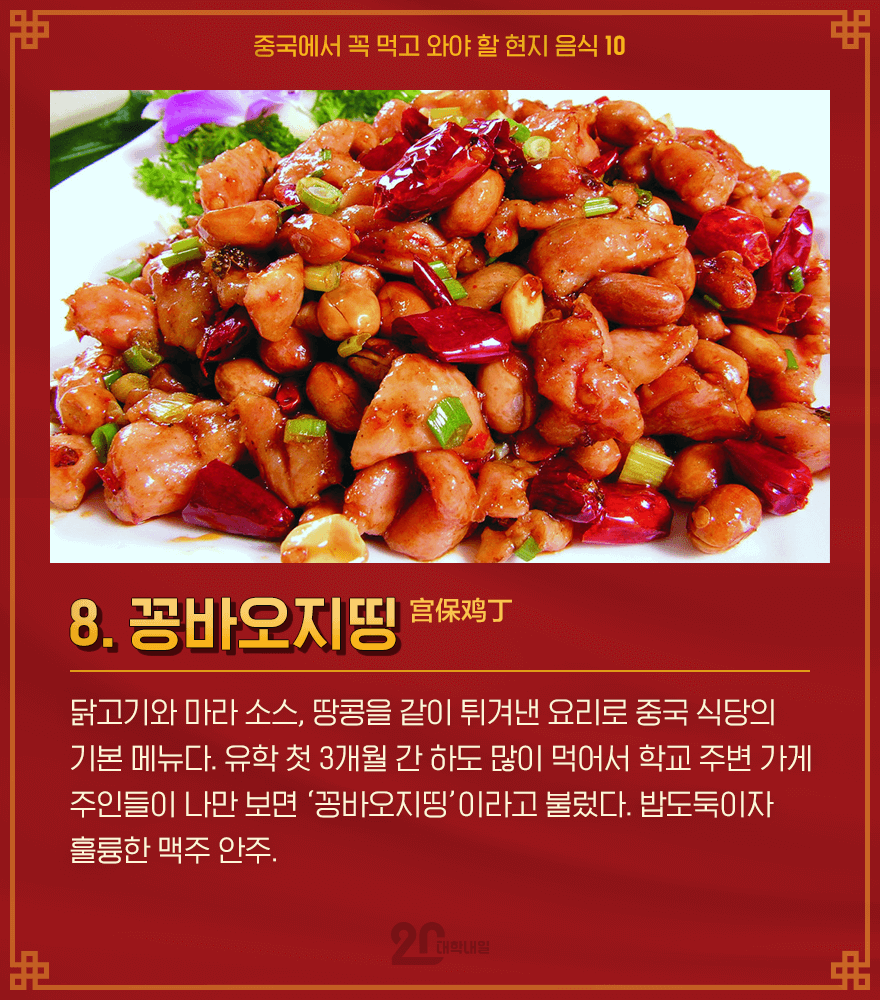 중국에서 꼭 먹고 와야 할 현지 음식 10
8. 꽁바오지띵 宫保鸡丁
닭고기와 마라 소스, 땅콩을 같이 튀겨낸 요리로 중국 식당의
기본 메뉴다. 유학 첫 3개월 간 하도 많이 먹어서 학교 주변 가게
주인들이 나만 보면 ‘꽁바오지띵’이라고 불렀다. 밥도둑이자
훌륭한 맥주 안주.
20 대학내일